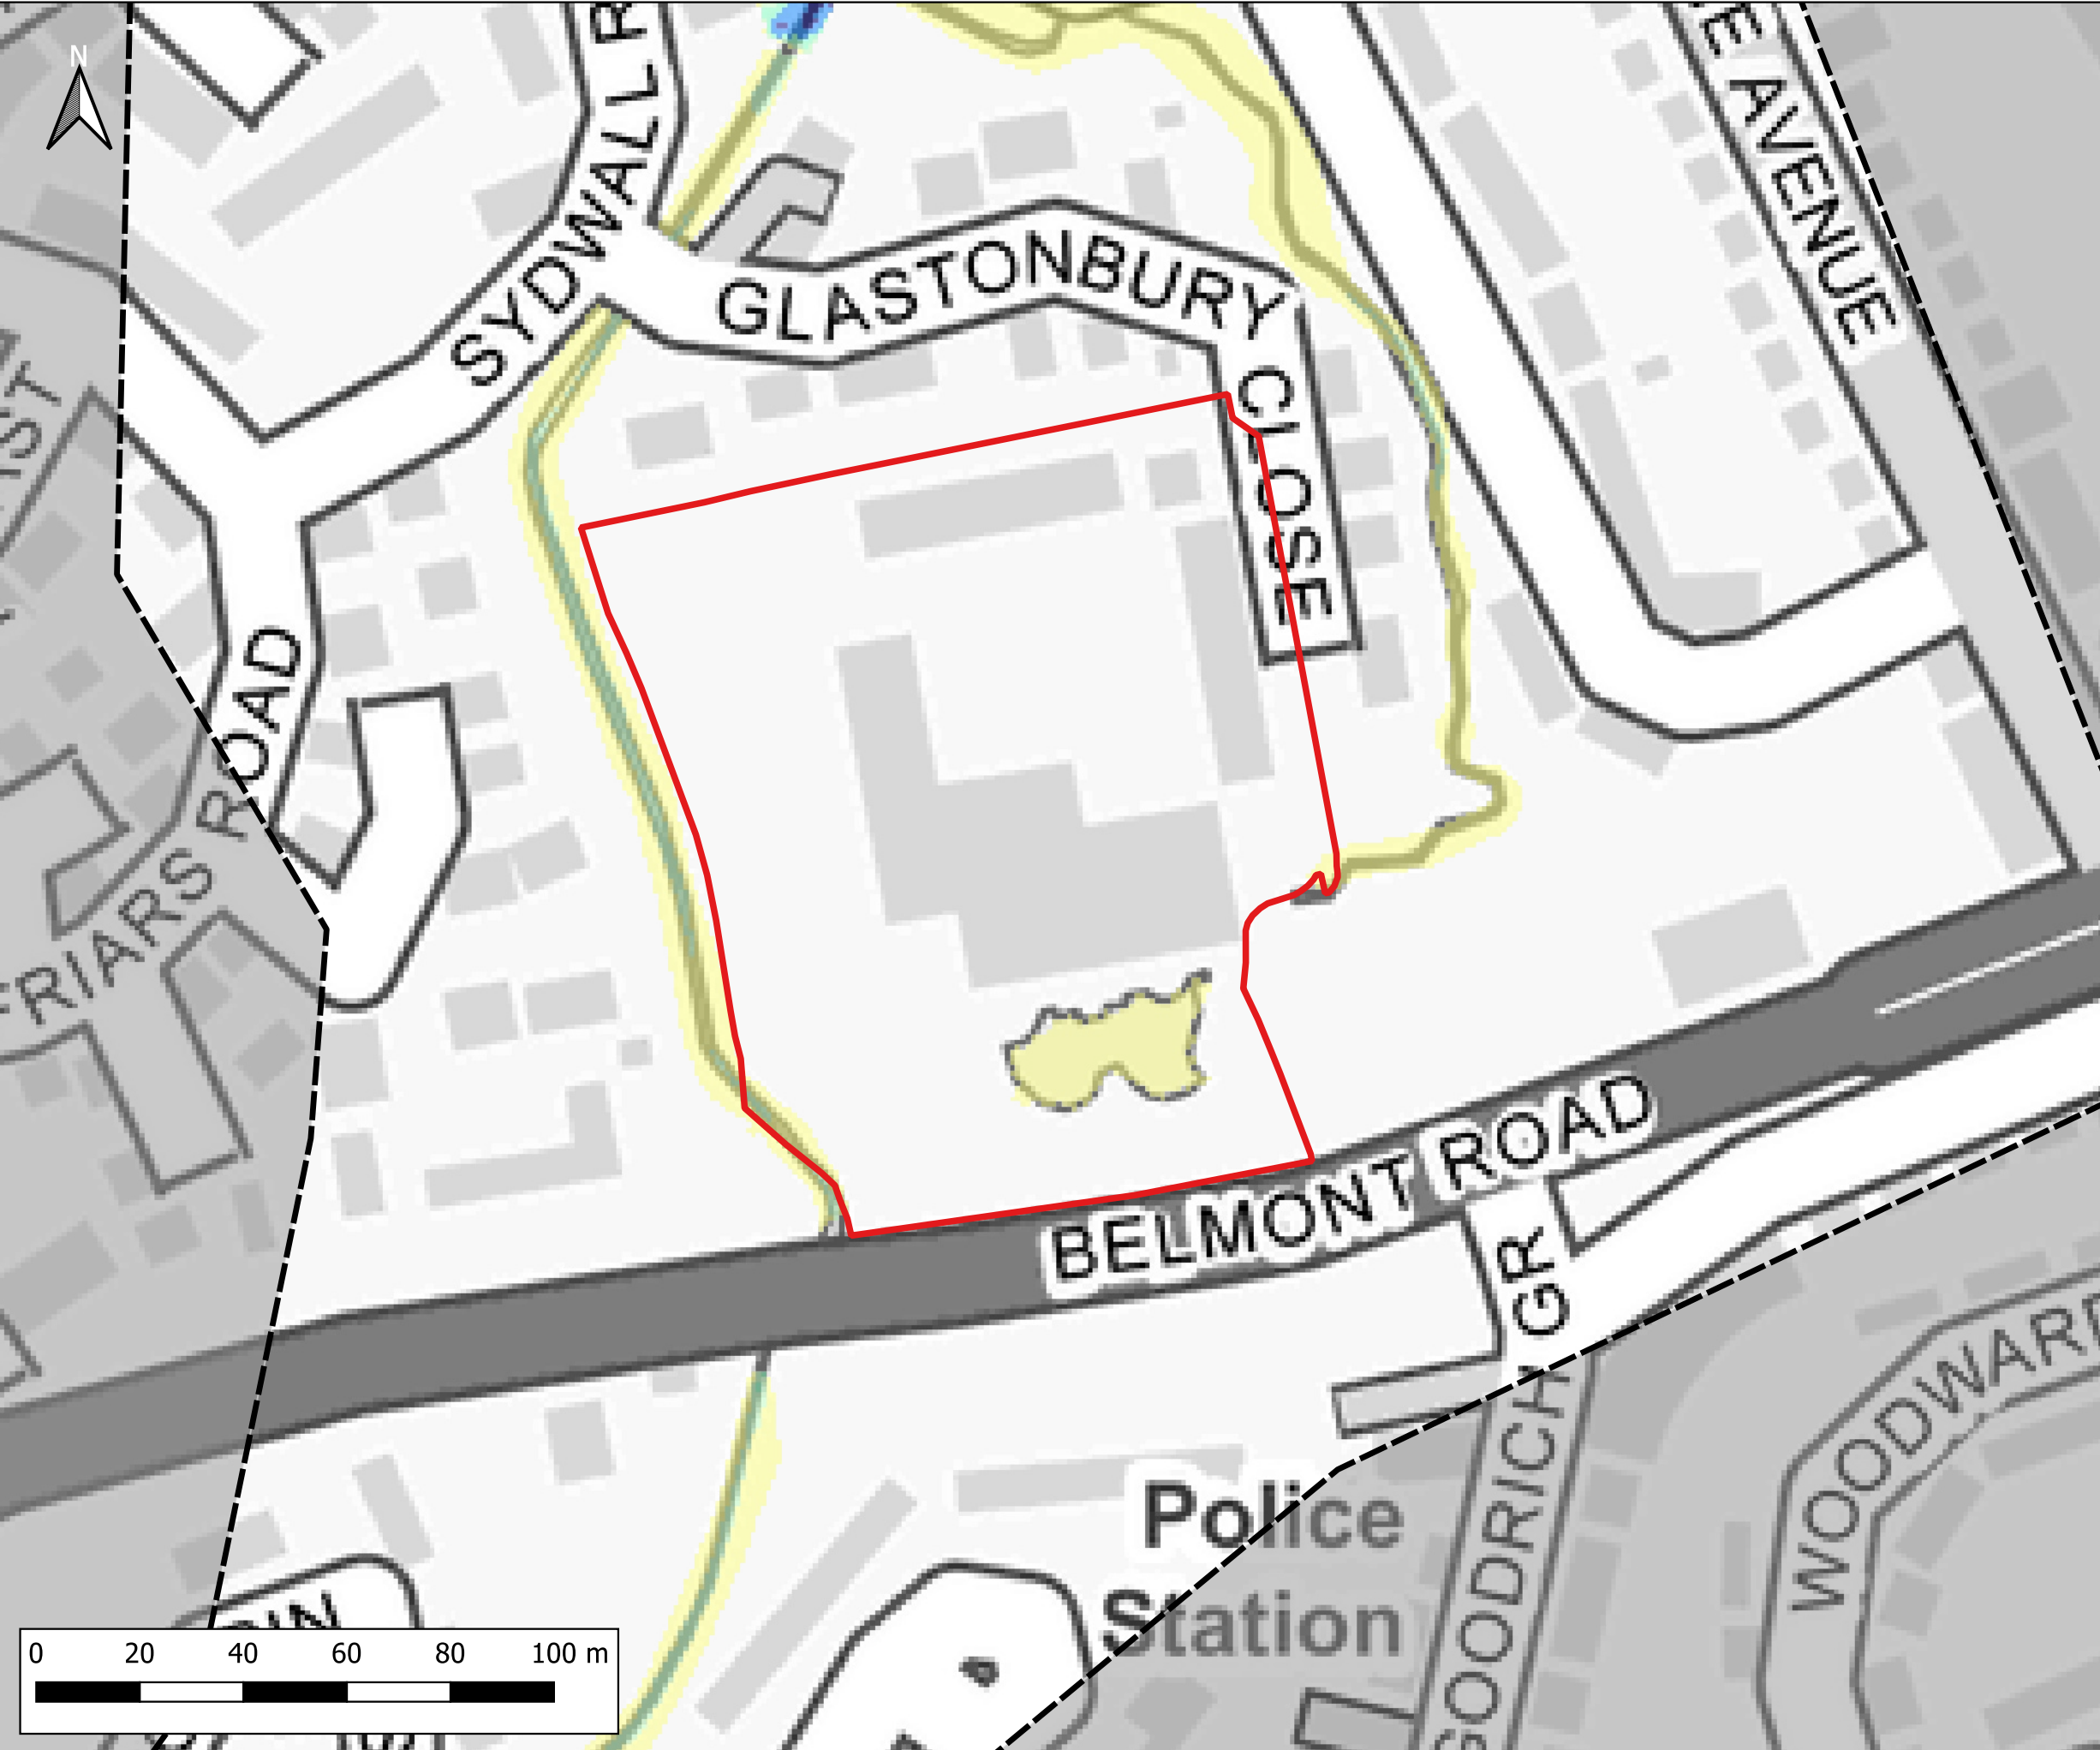 N
SYDWALL R
GLASTONBURY
CLOSE
E AVENUE
FRIARS ROAD
BELMONT ROAD
GR
GOODRICH
WOODWARD
Police
Station
0 20 40 60 80 100 m